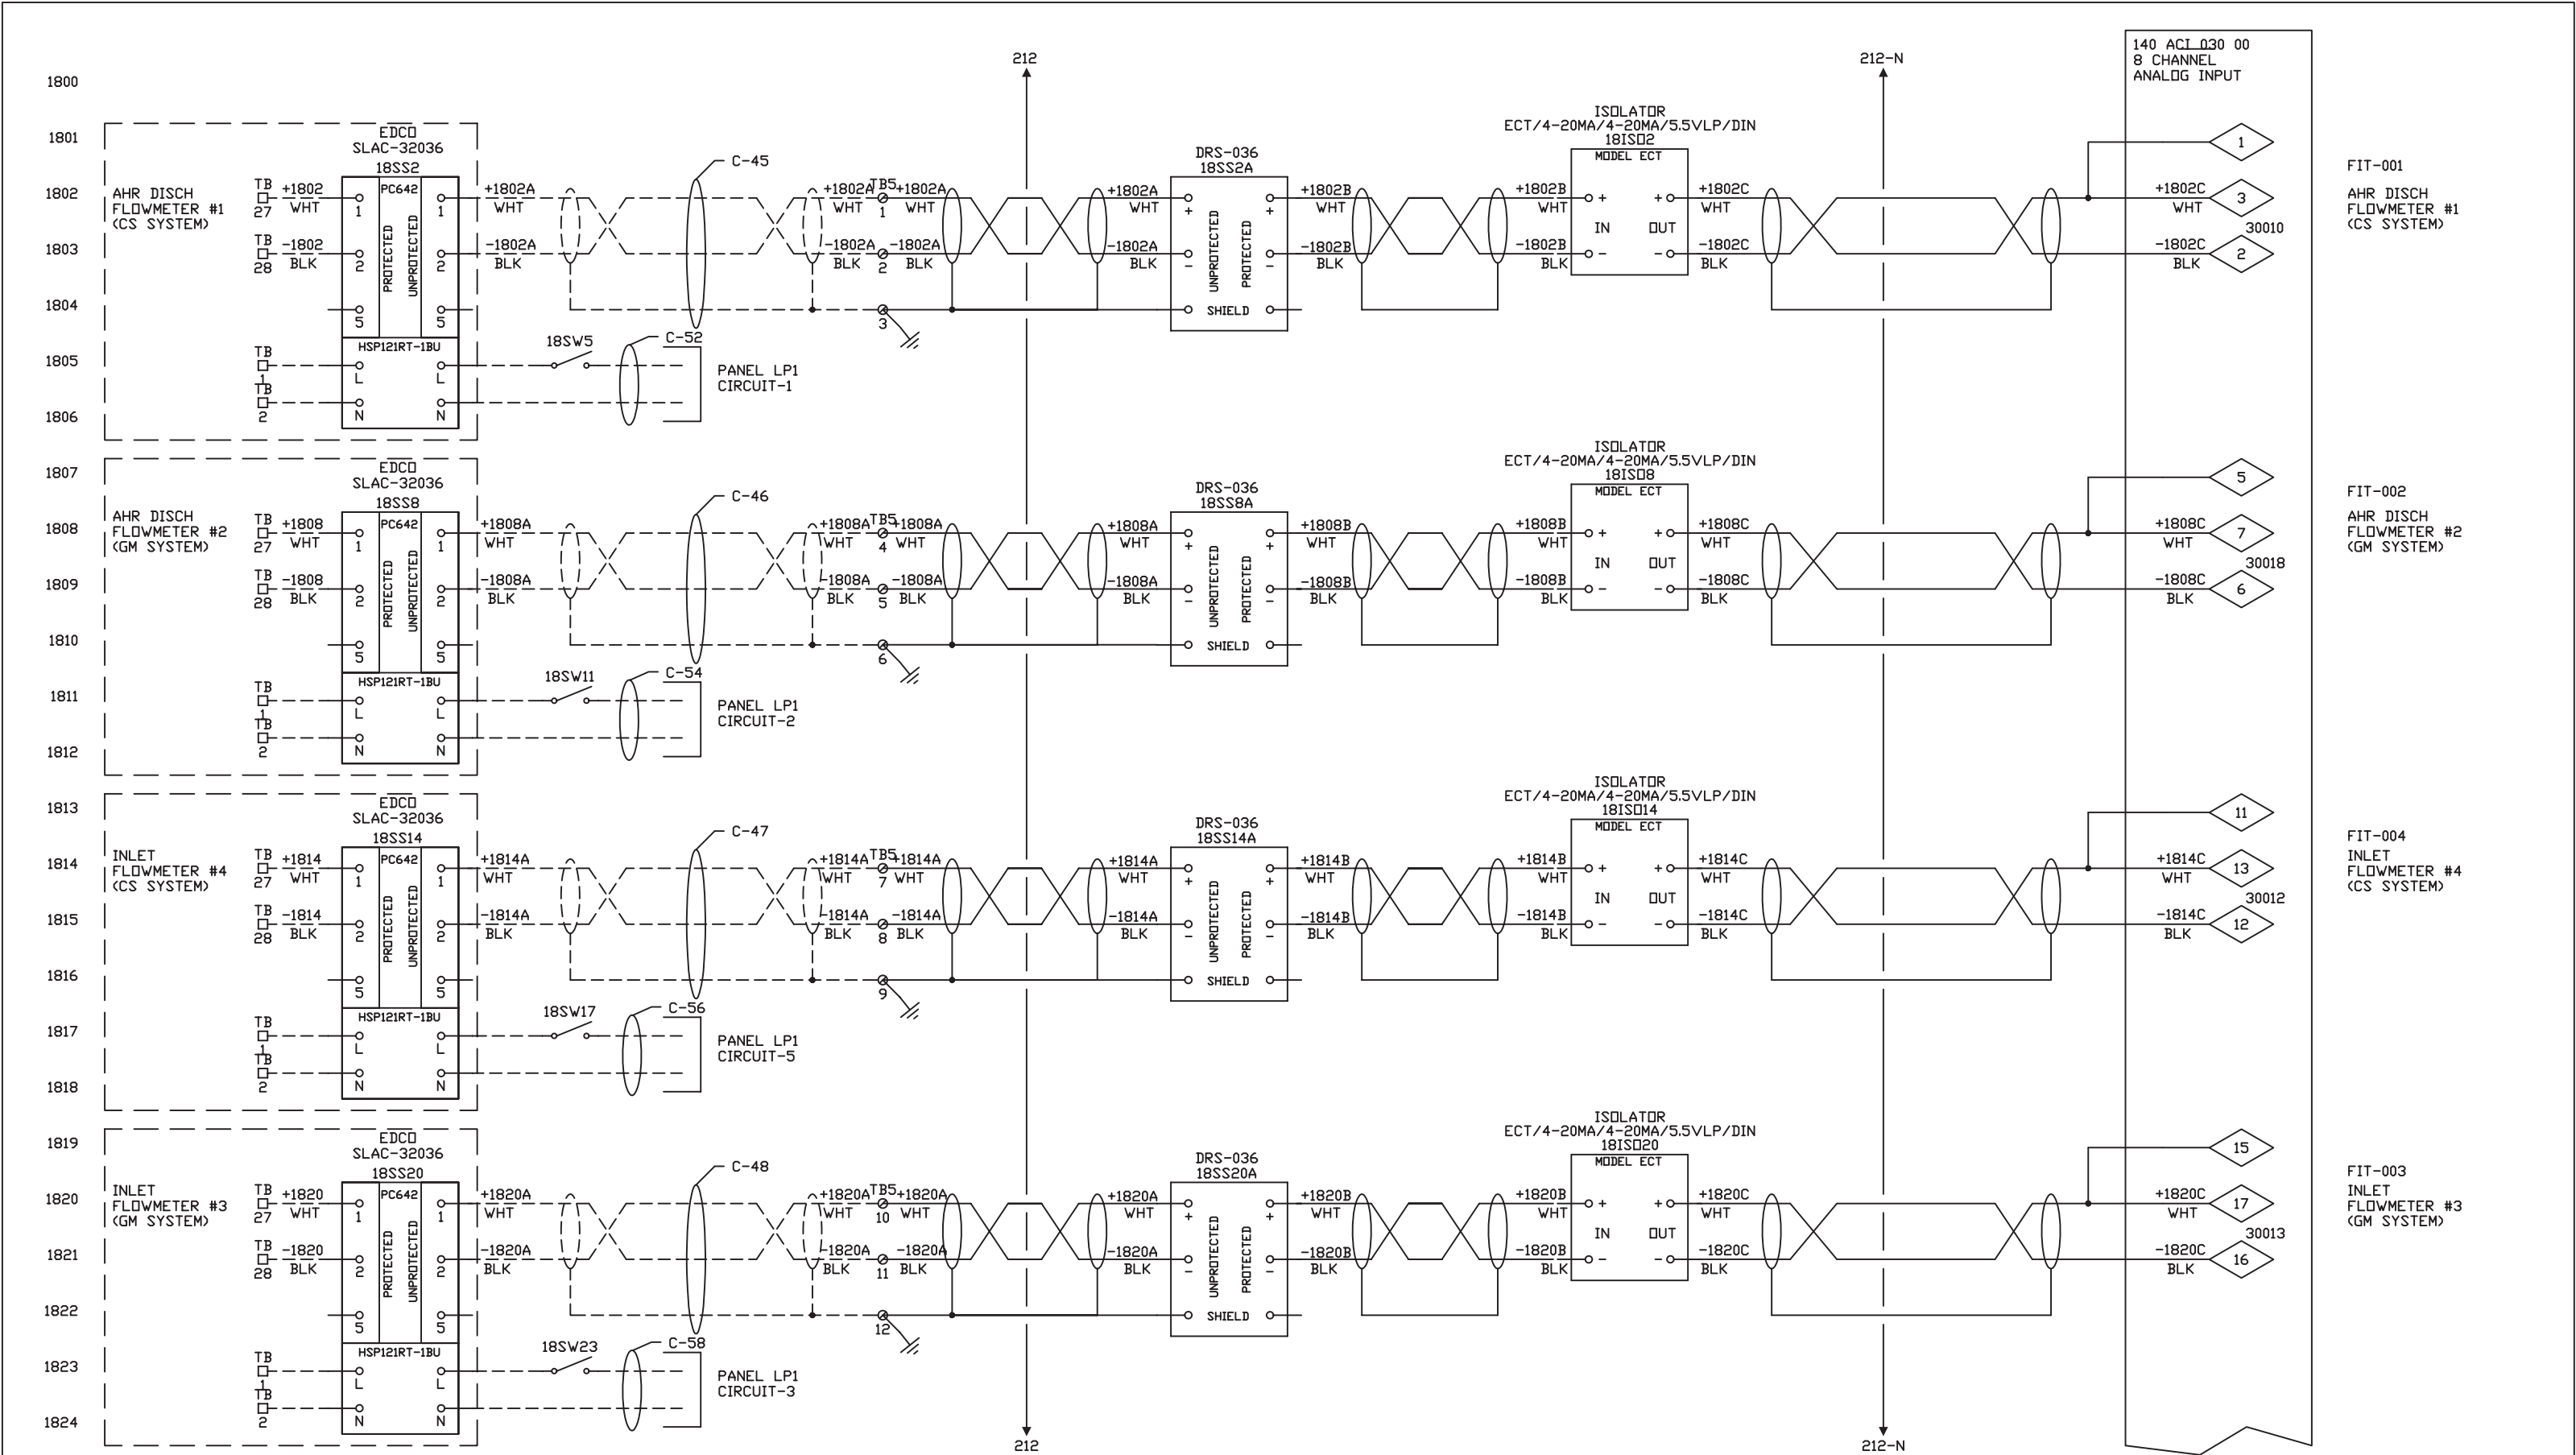 212
212-N
140 ACI 030 00
8 CHANNEL
ANALOG INPUT
1800
1801
1802
1803
1804
1805
1806
AHR DISCH
FLOWMETER #1
(CS SYSTEM)
EDCO
SLAC-32036
18SS2
PC642
PROTECTED
UNPROTECTED
TB
27
+1802
WHT
TB
28
-1802
BLK
1
1
2
2
5
5
HSP121RT-1BU
TB
1
TB
2
L
L
N
N
+1802A
WHT
-1802A
BLK
C-45
18SW5
C-52
PANEL LP1
CIRCUIT-1
+1802A
WHT
TB5
1
+1802A
WHT
-1802A
BLK
2
-1802A
BLK
3
+1802A
WHT
-1802A
BLK
DRS-036
18SS2A
+
+
-
UNPROTECTED
PROTECTED
SHIELD
+1802B
WHT
-1802B
BLK
+1802B
WHT
-1802B
BLK
ISOLATOR
ECT/4-20MA/4-20MA/5.5VLP/DIN
18ISO2
MODEL ECT
+
+
IN
OUT
-
-
+1802C
WHT
-1802C
BLK
1
+1802C
WHT
3
30010
-1802C
BLK
2
FIT-001
AHR DISCH
FLOWMETER #1
(CS SYSTEM)
1807
1808
1809
1810
1811
1812
AHR DISCH
FLOWMETER #2
(GM SYSTEM)
EDCO
SLAC-32036
18SS8
PC642
PROTECTED
UNPROTECTED
TB
27
+1808
WHT
TB
28
-1808
BLK
1
1
2
2
5
5
HSP121RT-1BU
TB
1
TB
2
L
L
N
N
+1808A
WHT
-1808A
BLK
C-46
18SW11
C-54
PANEL LP1
CIRCUIT-2
+1808A
WHT
TB5
4
+1808A
WHT
-1808A
BLK
5
-1808A
BLK
6
+1808A
WHT
-1808A
BLK
DRS-036
18SS8A
+
+
-
UNPROTECTED
PROTECTED
SHIELD
+1808B
WHT
-1808B
BLK
+1808B
WHT
-1808B
BLK
ISOLATOR
ECT/4-20MA/4-20MA/5.5VLP/DIN
18ISO8
MODEL ECT
+
+
IN
OUT
-
-
+1808C
WHT
-1808C
BLK
5
+1808C
WHT
7
30018
-1808C
BLK
6
FIT-002
AHR DISCH
FLOWMETER #2
(GM SYSTEM)
1813
1814
1815
1816
1817
1818
INLET
FLOWMETER #4
(CS SYSTEM)
EDCO
SLAC-32036
18SS14
PC642
PROTECTED
UNPROTECTED
TB
27
+1814
WHT
TB
28
-1814
BLK
1
1
2
2
5
5
HSP121RT-1BU
TB
1
TB
2
L
L
N
N
+1814A
WHT
-1814A
BLK
C-47
18SW17
C-56
PANEL LP1
CIRCUIT-5
+1814A
WHT
TB5
7
+1814A
WHT
-1814A
BLK
8
-1814A
BLK
9
+1814A
WHT
-1814A
BLK
DRS-036
18SS14A
+
+
-
UNPROTECTED
PROTECTED
SHIELD
+1814B
WHT
-1814B
BLK
+1814B
WHT
-1814B
BLK
ISOLATOR
ECT/4-20MA/4-20MA/5.5VLP/DIN
18ISO14
MODEL ECT
+
+
IN
OUT
-
-
+1814C
WHT
-1814C
BLK
11
+1814C
WHT
13
30012
-1814C
BLK
12
FIT-004
INLET
FLOWMETER #4
(CS SYSTEM)
1819
1820
1821
1822
1823
1824
INLET
FLOWMETER #3
(GM SYSTEM)
EDCO
SLAC-32036
18SS20
PC642
PROTECTED
UNPROTECTED
TB
27
+1820
WHT
TB
28
-1820
BLK
1
1
2
2
5
5
HSP121RT-1BU
TB
1
TB
2
L
L
N
N
+1820A
WHT
-1820A
BLK
C-48
18SW23
C-58
PANEL LP1
CIRCUIT-3
+1820A
WHT
TB5
10
+1820A
WHT
-1820A
BLK
11
-1820A
BLK
12
+1820A
WHT
-1820A
BLK
DRS-036
18SS20A
+
+
-
UNPROTECTED
PROTECTED
SHIELD
+1820B
WHT
-1820B
BLK
+1820B
WHT
-1820B
BLK
ISOLATOR
ECT/4-20MA/4-20MA/5.5VLP/DIN
18ISO20
MODEL ECT
+
+
IN
OUT
-
-
+1820C
WHT
-1820C
BLK
15
+1820C
WHT
17
30013
-1820C
BLK
16
FIT-003
INLET
FLOWMETER #3
(GM SYSTEM)
212
212-N